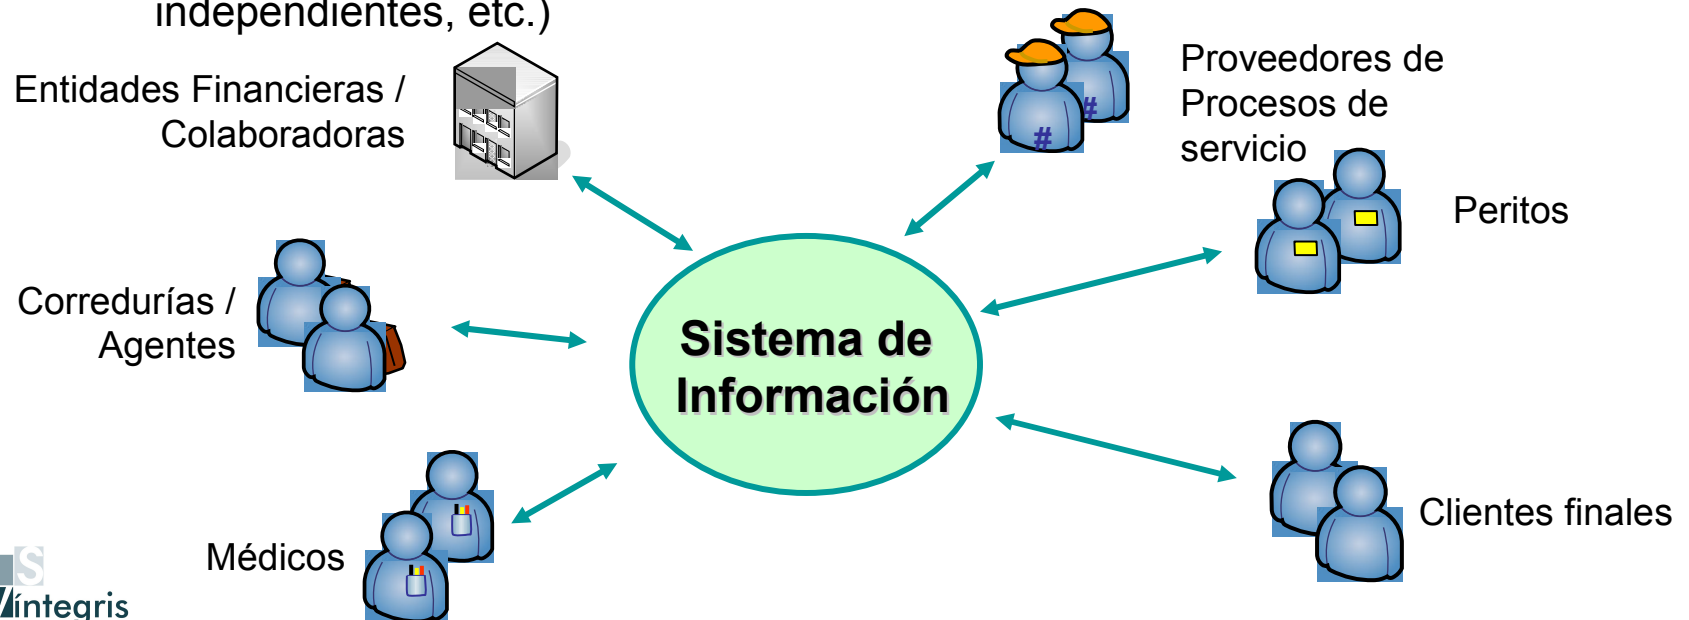 independientes, etc.)
Entidades Financieras /
Colaboradoras
Proveedores de
Procesos de
servicio
#
#
Peritos
Corredurías /
Agentes
Sistema de
Información
Clientes finales
Médicos
S
íntegris